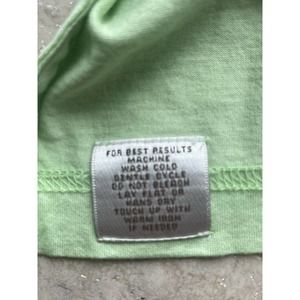 FOR BEST RESULTS
MACHINE
WASH COLD
GENTLE CYCLE
DO NOT BLEACH
LAY FLAT OR
HANG DRY
TOUCH UP WITH
WARM IRON
IF NEEDED